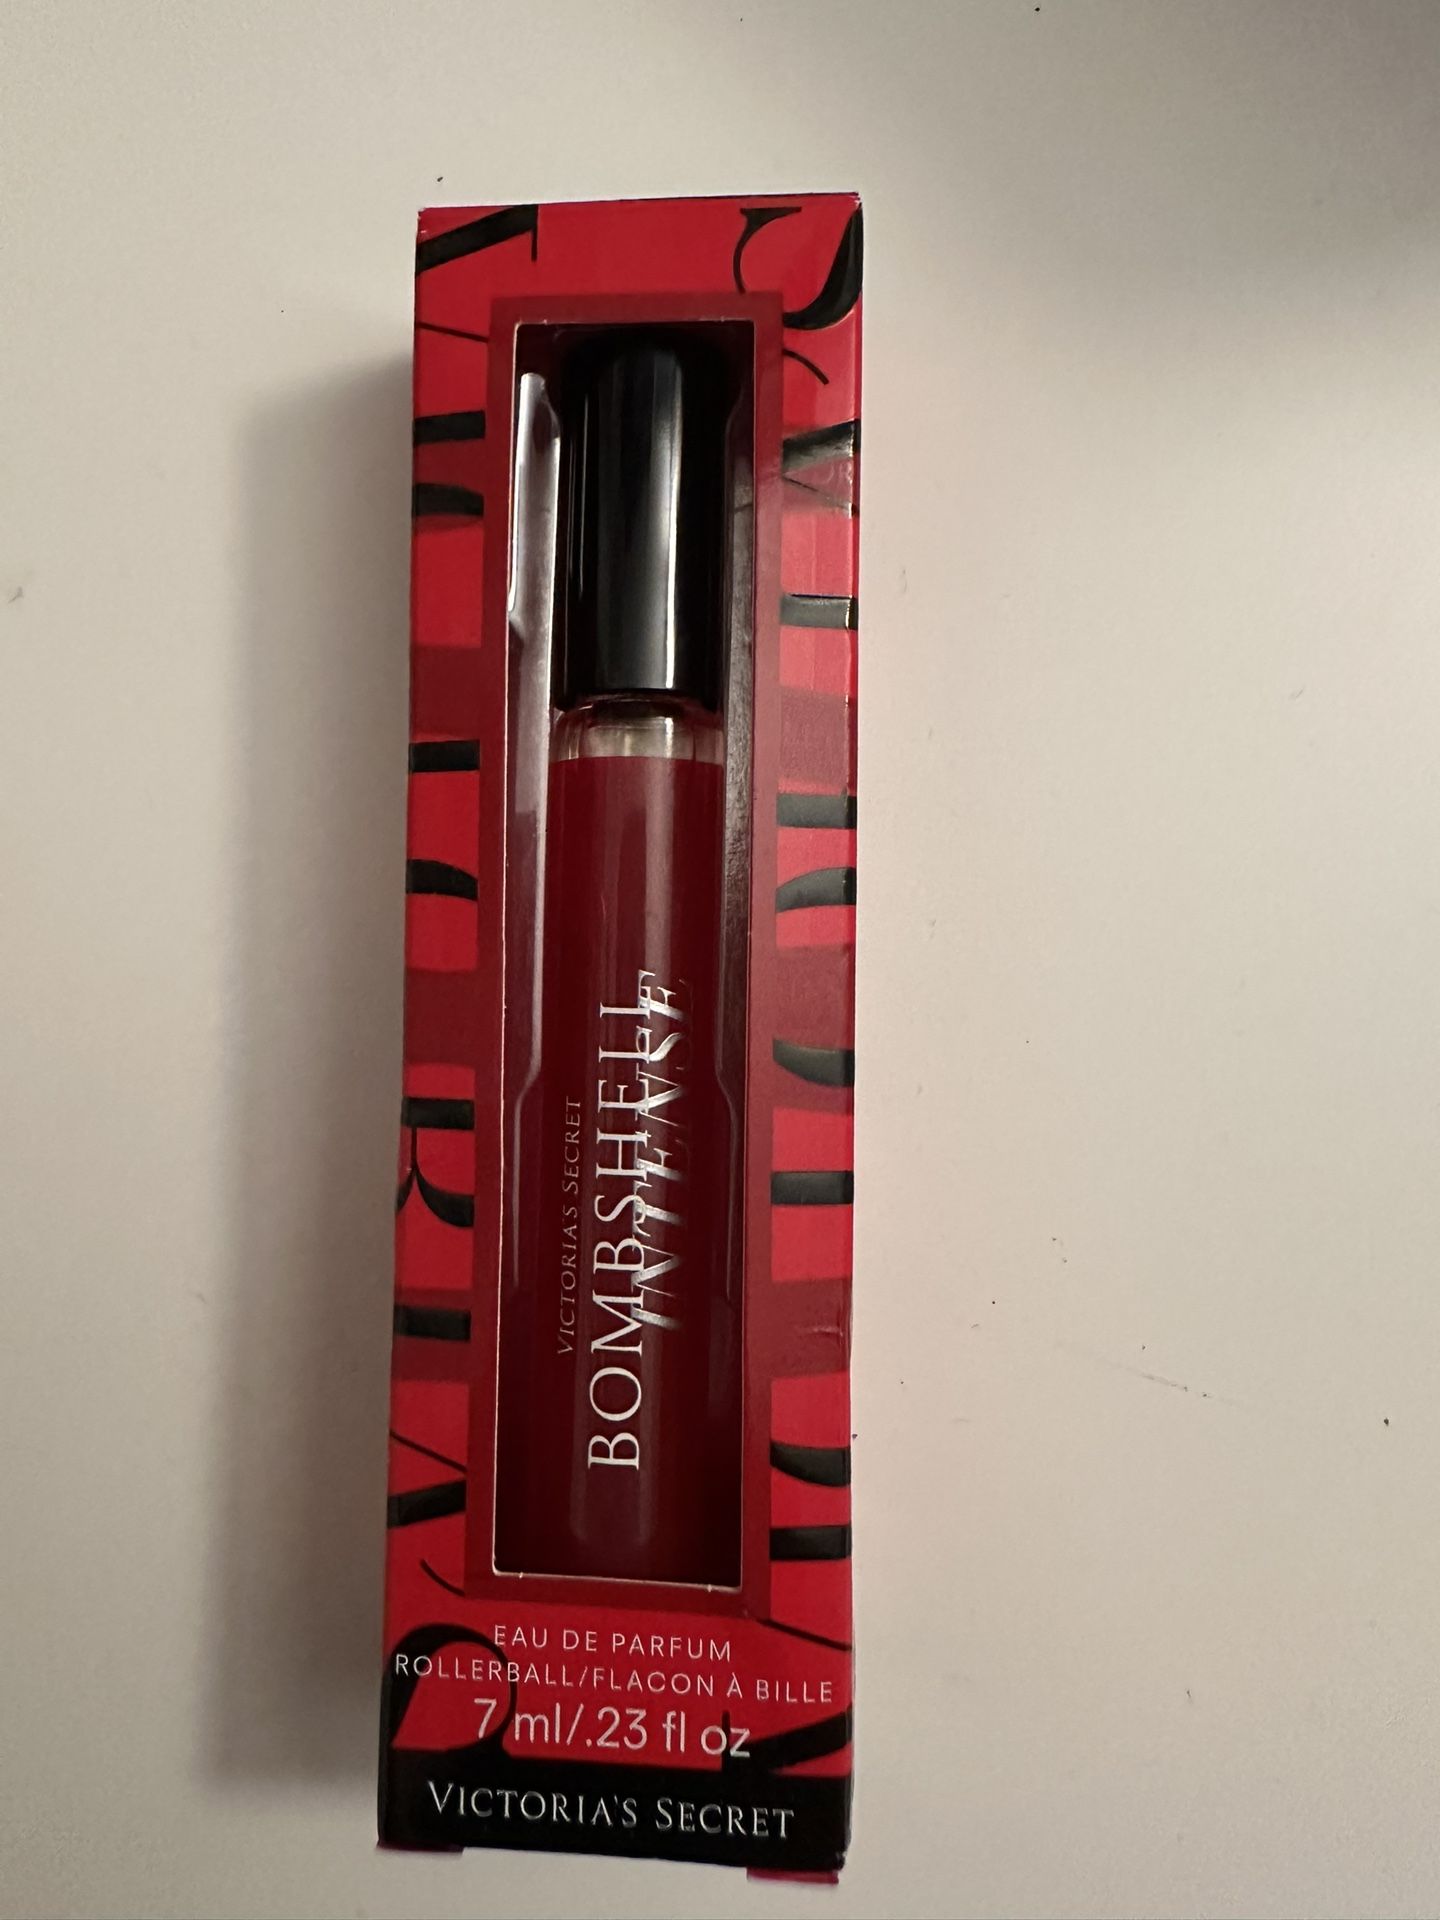 VICTORIA'S SECRET
BOMBSHELL
INTENSE
EAU DE PARFUM
ROLLERBALL/FLACON À BILLE
7 ml/.23 fl oz
VICTORIA'S SECRET